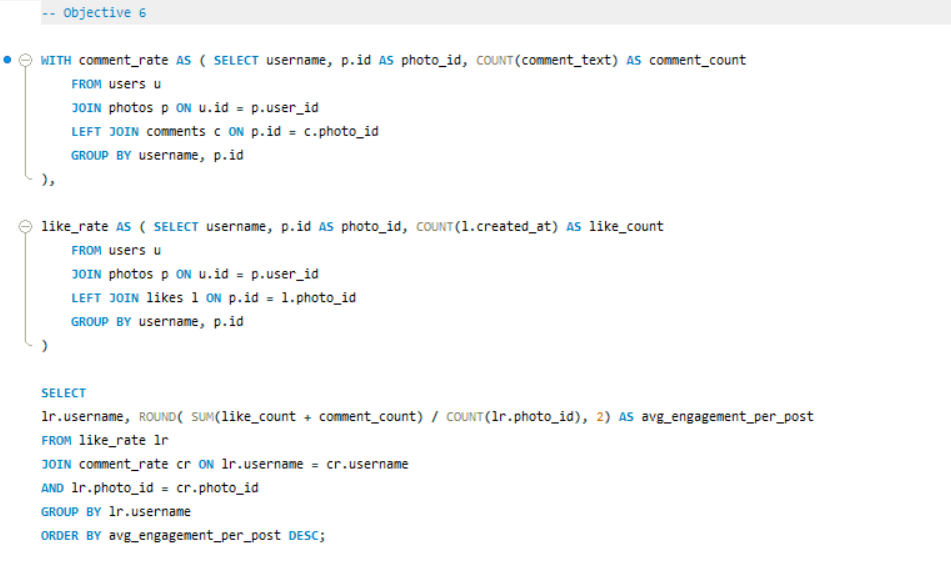 -- Objective 6
WITH comment_rate AS ( SELECT username, p.id AS photo_id, COUNT(comment_text) AS comment_count
FROM users u
JOIN photos p ON u.id = p.user_id
LEFT JOIN comments c ON p.id = c.photo_id
GROUP BY username, p.id
),
like_rate AS ( SELECT username, p.id AS photo_id, COUNT(l.created_at) AS like_count
FROM users u
JOIN photos p ON u.id = p.user_id
LEFT JOIN likes l ON p.id = l.photo_id
GROUP BY username, p.id
)
SELECT
lr.username, ROUND( SUM(like_count + comment_count) / COUNT(lr.photo_id), 2) AS avg_engagement_per_post
FROM like_rate lr
JOIN comment_rate cr ON lr.username = cr.username
AND lr.photo_id = cr.photo_id
GROUP BY lr.username
ORDER BY avg_engagement_per_post DESC;